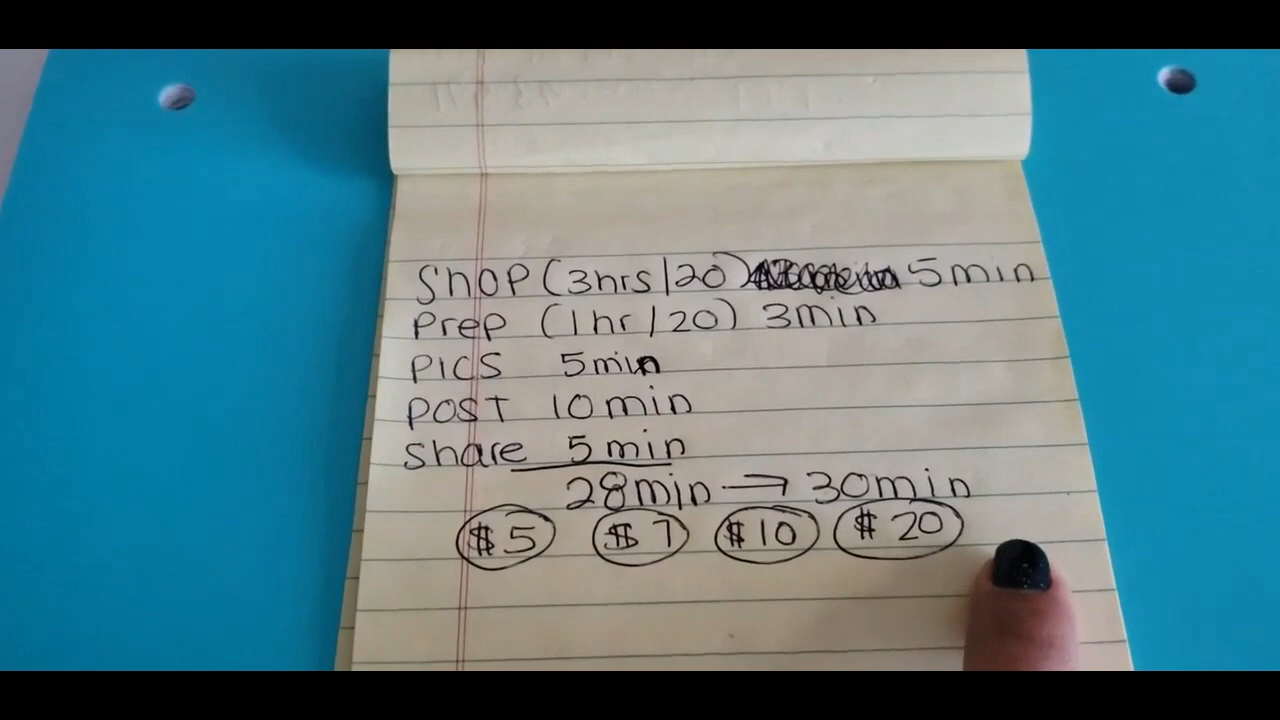 Shop (3hrs/20) 5min
Prep (1hr/20) 3min
PICS 5min
POST 10min
Share 5min
28min → 30min
$5 $7 $10 $20